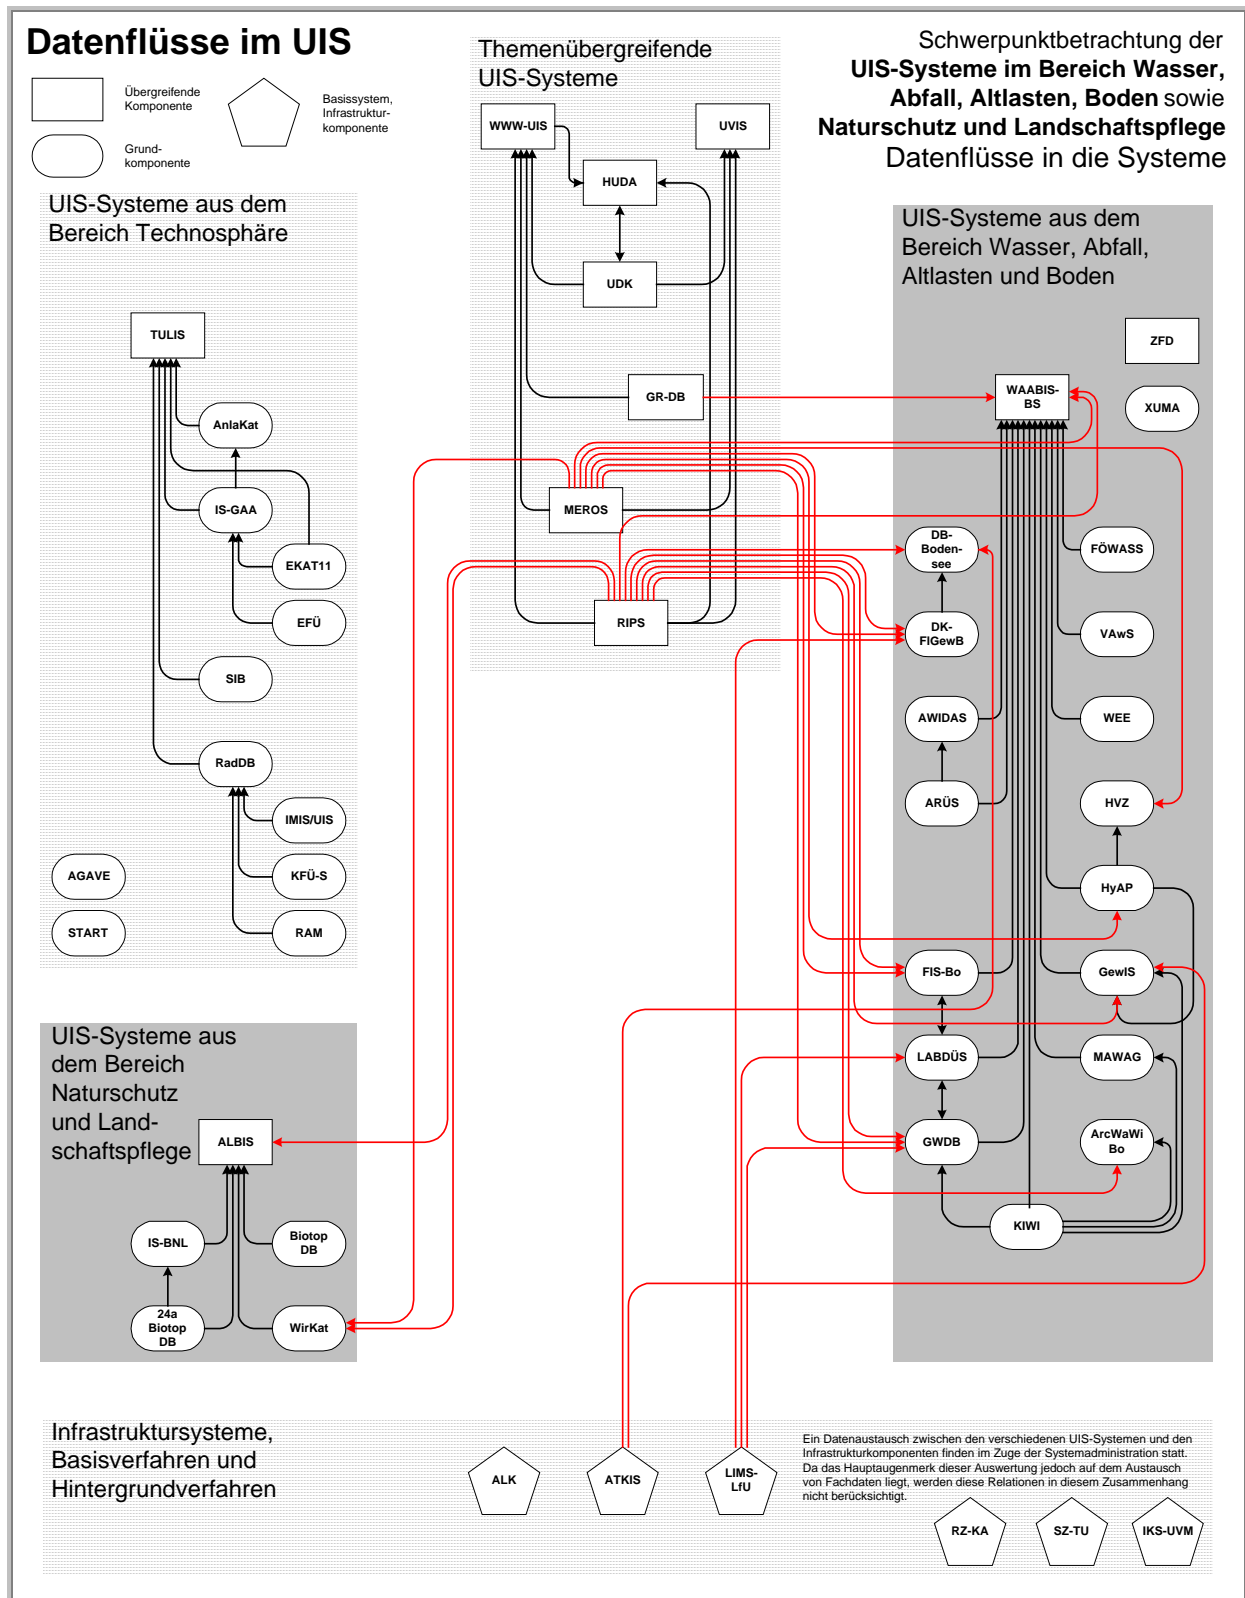 Datenflüsse im UIS
Übergreifende
Komponente
Basissystem,
Infrastruktur-
komponente
Grund-
komponente
Themenübergreifende
UIS-Systeme
Schwerpunktbetrachtung der
UIS-Systeme im Bereich Wasser,
Abfall, Altlasten, Boden sowie
Naturschutz und Landschaftspflege
Datenflüsse in die Systeme
WWW-UIS
UVIS
HUDA
UDK
GR-DB
MEROS
RIPS
UIS-Systeme aus dem
Bereich Technosphäre
TULIS
AnlaKat
IS-GAA
EKAT11
EFÜ
SIB
RadDB
IMIS/UIS
AGAVE
KFÜ-S
START
RAM
UIS-Systeme aus dem
Bereich Wasser, Abfall,
Altlasten und Boden
ZFD
WAABIS-
BS
XUMA
DB-
Boden-
see
FÖWASS
DK-
FlGewB
VAwS
AWIDAS
WEE
ARÜS
HVZ
HyAP
FIS-Bo
GewIS
LABDÜS
MAWAG
GWDB
ArcWaWi
Bo
KIWI
UIS-Systeme aus
dem Bereich
Naturschutz
und Land-
schaftspflege
ALBIS
IS-BNL
Biotop
DB
24a
Biotop
DB
WirKat
Infrastruktursysteme,
Basisverfahren und
Hintergrundverfahren
ALK
ATKIS
LIMS-
LfU
Ein Datenaustausch zwischen den verschiedenen UIS-Systemen und den
Infrastrukturkomponenten finden im Zuge der Systemadministration statt.
Da das Hauptaugenmerk dieser Auswertung jedoch auf dem Austausch
von Fachdaten liegt, werden diese Relationen in diesem Zusammenhang
nicht berücksichtigt.
RZ-KA
SZ-TU
IKS-UVM